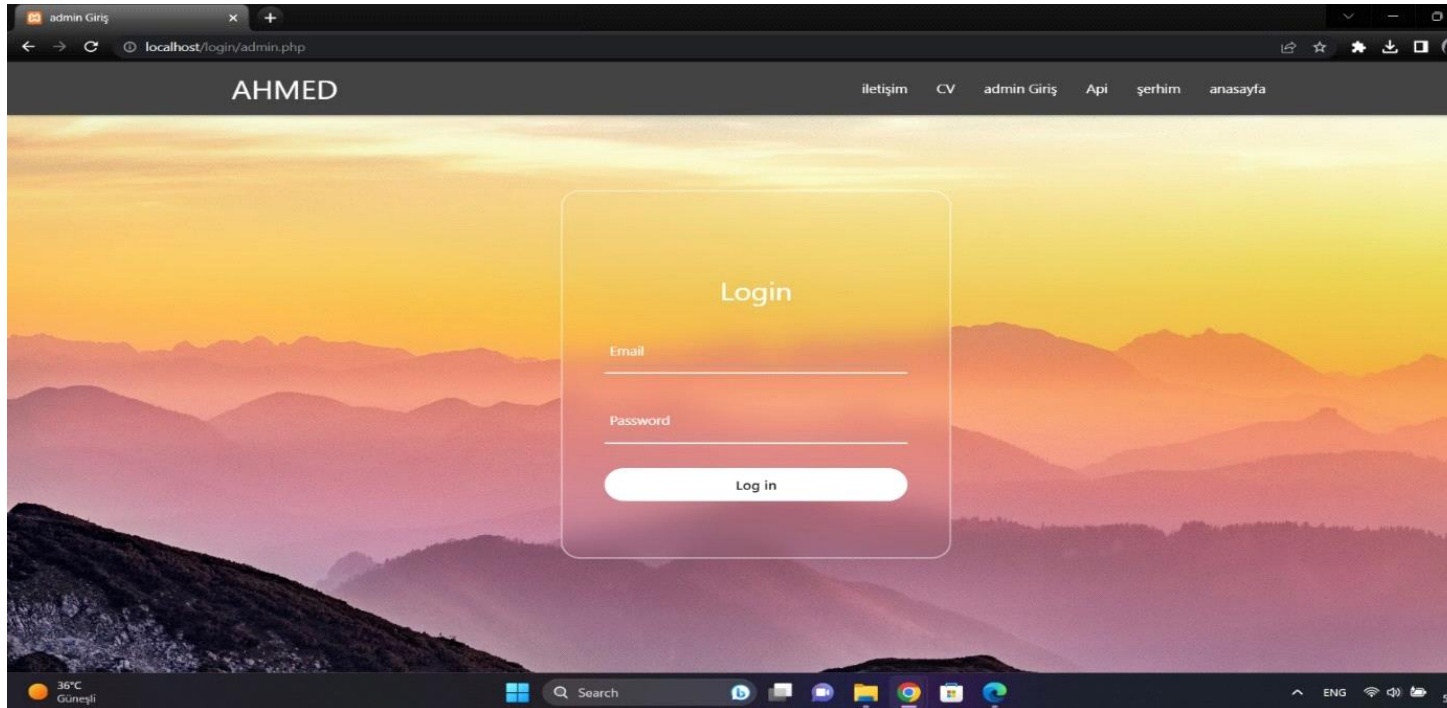 admin Giriş
localhost/login/admin.php
AHMED iletişim CV admin Giriş Api şerhim anasayfa
Login
Email
Password
Log in
36°C
Güneşli
Search
ENG